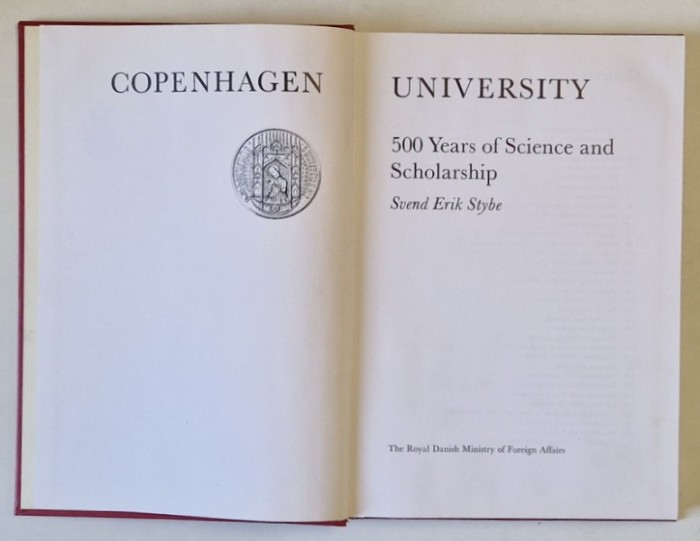 COPENHAGEN UNIVERSITY
500 Years of Science and
Scholarship
Svend Erik Stybe
The Royal Danish Ministry of Foreign Affairs